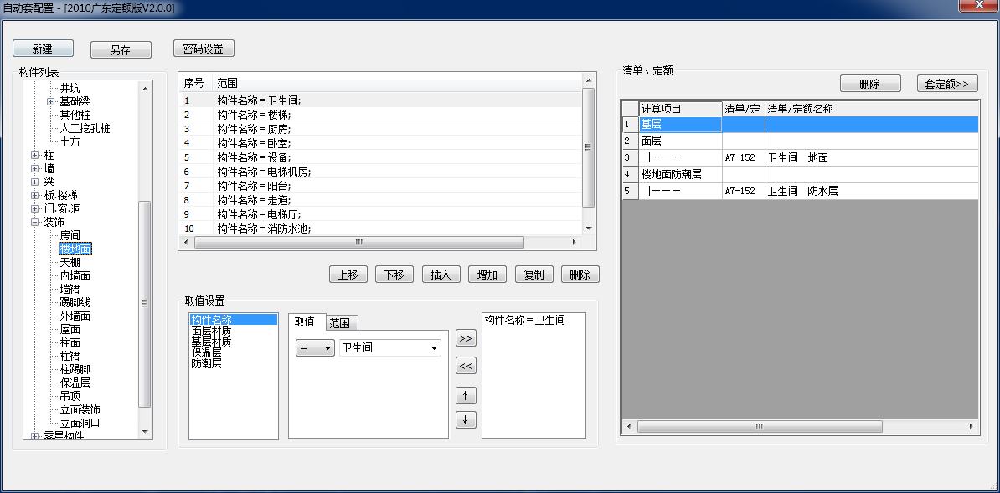 自动套配置 - [2010广东定额版V2.0.0]
新建
另存
密码设置
构件列表
井坑
基础梁
其他桩
人工挖孔桩
土方
柱
墙
梁
板.楼梯
门.窗.洞
装饰
房间
楼地面
天棚
内墙面
墙裙
踢脚线
外墙面
屋面
柱面
柱裙
柱踢脚
保温层
吊顶
立面装饰
立面洞口
零星构件
序号 范围
1 构件名称=卫生间;
2 构件名称=楼梯;
3 构件名称=厨房;
4 构件名称=卧室;
5 构件名称=设备;
6 构件名称=电梯机房;
7 构件名称=阳台;
8 构件名称=走道;
9 构件名称=电梯厅;
10 构件名称=消防水池;
上移 下移 插入 增加 复制 删除
取值设置
构件名称
面层材质
基层材质
保温层
防潮层
取值 范围
= 卫生间
>>
<<
↑
↓
构件名称=卫生间
清单、定额
删除
套定额>>
计算项目 清单/定 清单/定额名称
1 基层
2 面层
3 |--- A7-152 卫生间 地面
4 楼地面防潮层
5 |--- A7-152 卫生间 防水层